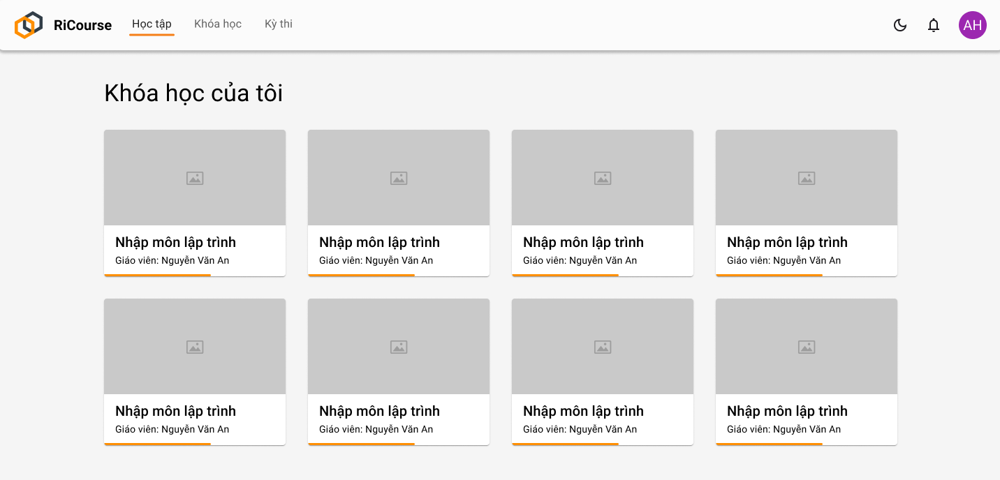 RiCourse
Học tập
Khóa học
Kỳ thi
AH
Khóa học của tôi
Nhập môn lập trình
Giáo viên: Nguyễn Văn An
Nhập môn lập trình
Giáo viên: Nguyễn Văn An
Nhập môn lập trình
Giáo viên: Nguyễn Văn An
Nhập môn lập trình
Giáo viên: Nguyễn Văn An
Nhập môn lập trình
Giáo viên: Nguyễn Văn An
Nhập môn lập trình
Giáo viên: Nguyễn Văn An
Nhập môn lập trình
Giáo viên: Nguyễn Văn An
Nhập môn lập trình
Giáo viên: Nguyễn Văn An